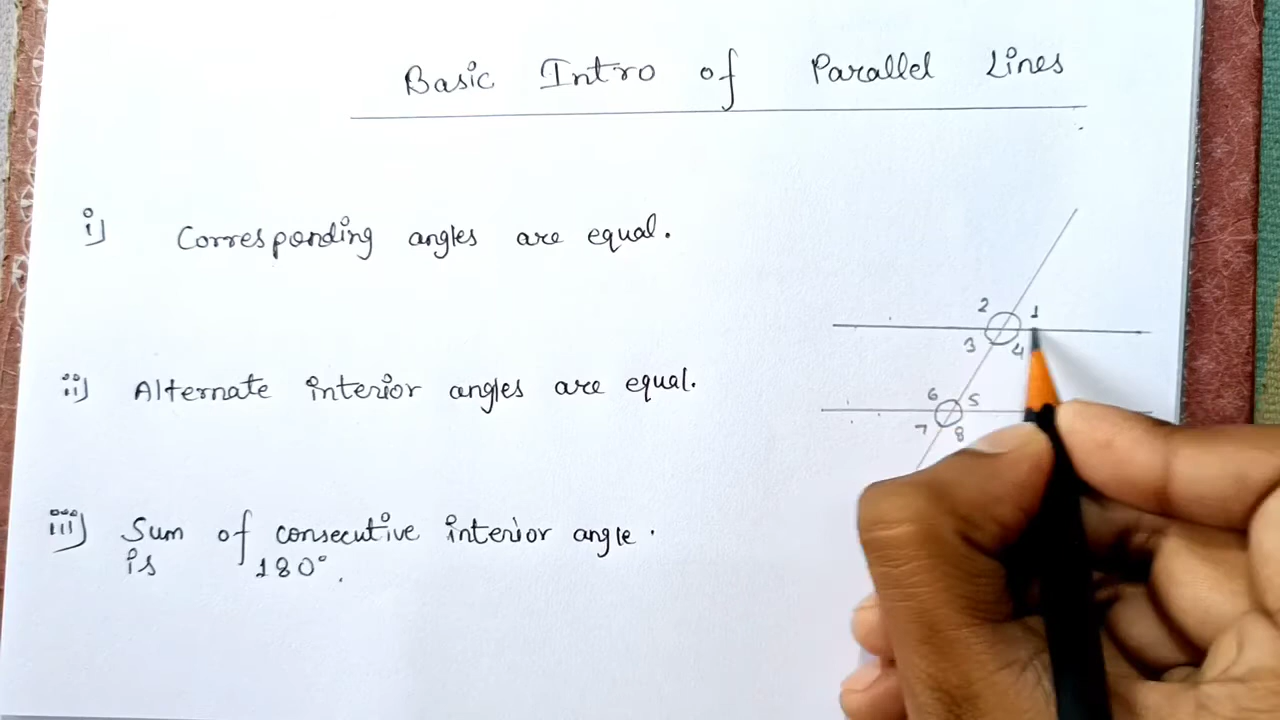 Basic Intro of Parallel Lines
i) Corresponding angles are equal.
2 1
3 4
ii) Alternate interior angles are equal.
6 5
7 8
iii) Sum of consecutive interior angle.
is 180°.